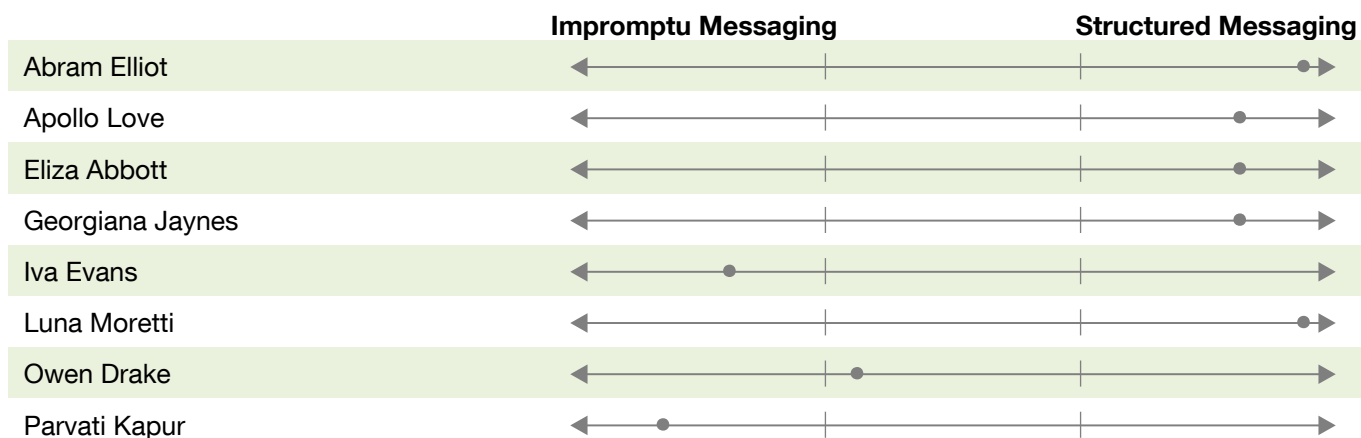 Impromptu Messaging Structured Messaging
Abram Elliot
Apollo Love
Eliza Abbott
Georgiana Jaynes
Iva Evans
Luna Moretti
Owen Drake
Parvati Kapur